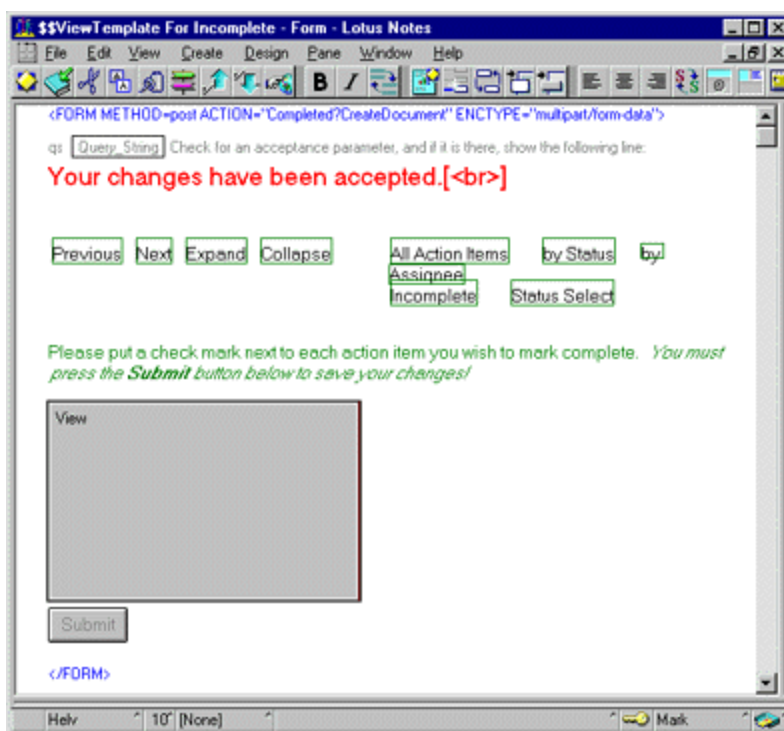 $$ViewTemplate For Incomplete - Form - Lotus Notes
File Edit View Create Design Pane Window Help
<FORM METHOD=post ACTION="Completed?CreateDocument" ENCTYPE="multipart/form-data">
qs Query_String Check for an acceptance parameter, and if it is there, show the following line:
Your changes have been accepted.[<br>]
Previous Next Expand Collapse All Action Items by Status by
Assignee
Incomplete Status Select
Please put a check mark next to each action item you wish to mark complete. You must
press the Submit button below to save your changes!
View
Submit
</FORM>
Helv 10 [None] Mark